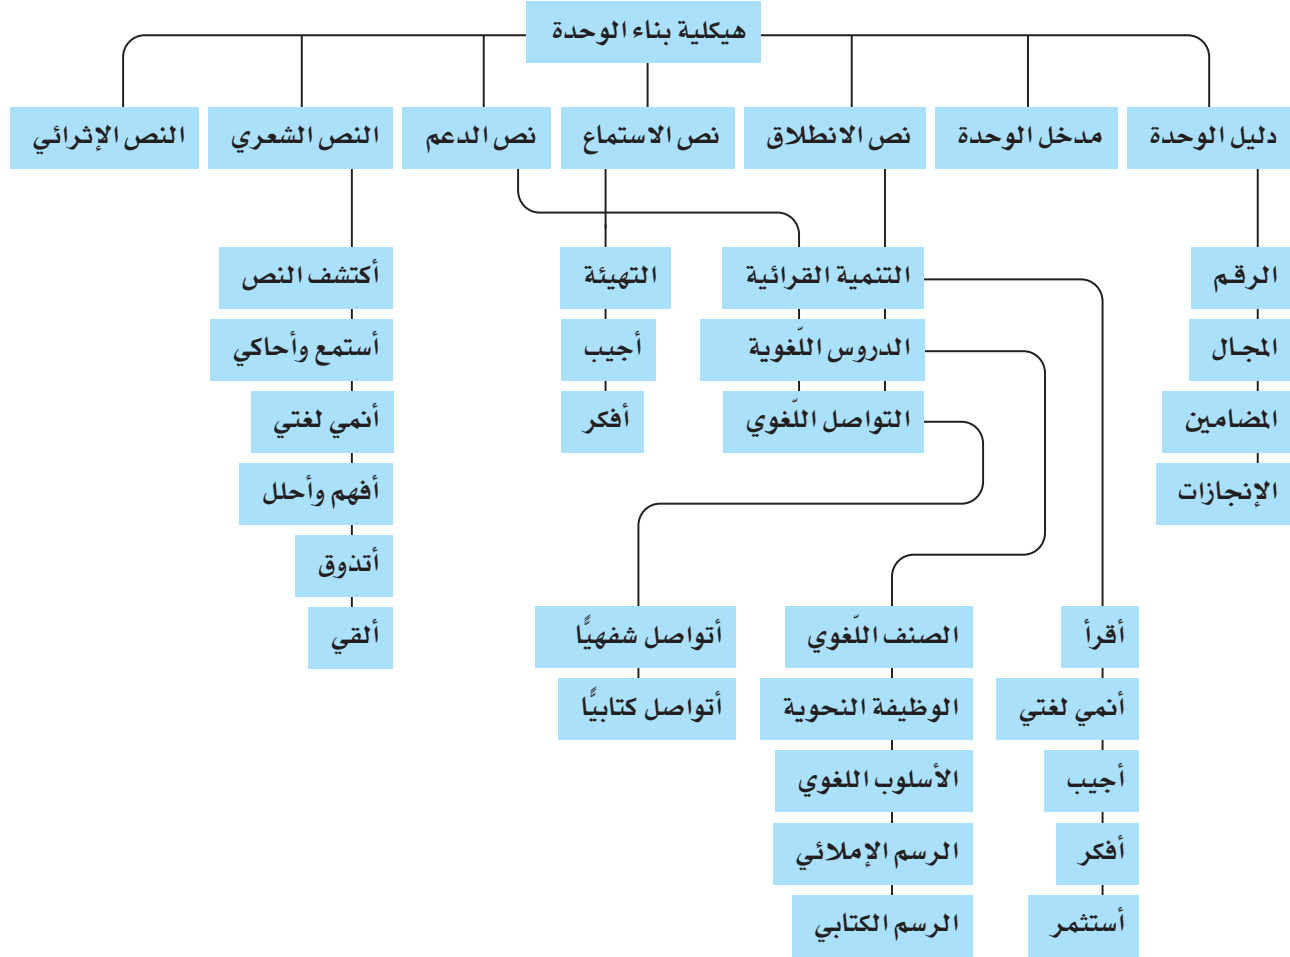 هيكلية بناء الوحدة
دليل الوحدة
مدخل الوحدة
نص الانطلاق
نص الاستماع
نص الدعم
النص الشعري
النص الإثرائي
الرقم
المجال
المضامين
الإنجازات
التنمية القرائية
الدروس اللّغوية
التواصل اللّغوي
التهيئة
أجيب
أفكر
أكتشف النص
أستمع وأحاكي
أنمي لغتي
أفهم وأحلل
أتذوق
ألقي
أقرأ
أنمي لغتي
أجيب
أفكر
أستثمر
الصنف اللّغوي
الوظيفة النحوية
الأسلوب اللغوي
الرسم الإملائي
الرسم الكتابي
أتواصل شفهيًّا
أتواصل كتابيًّا